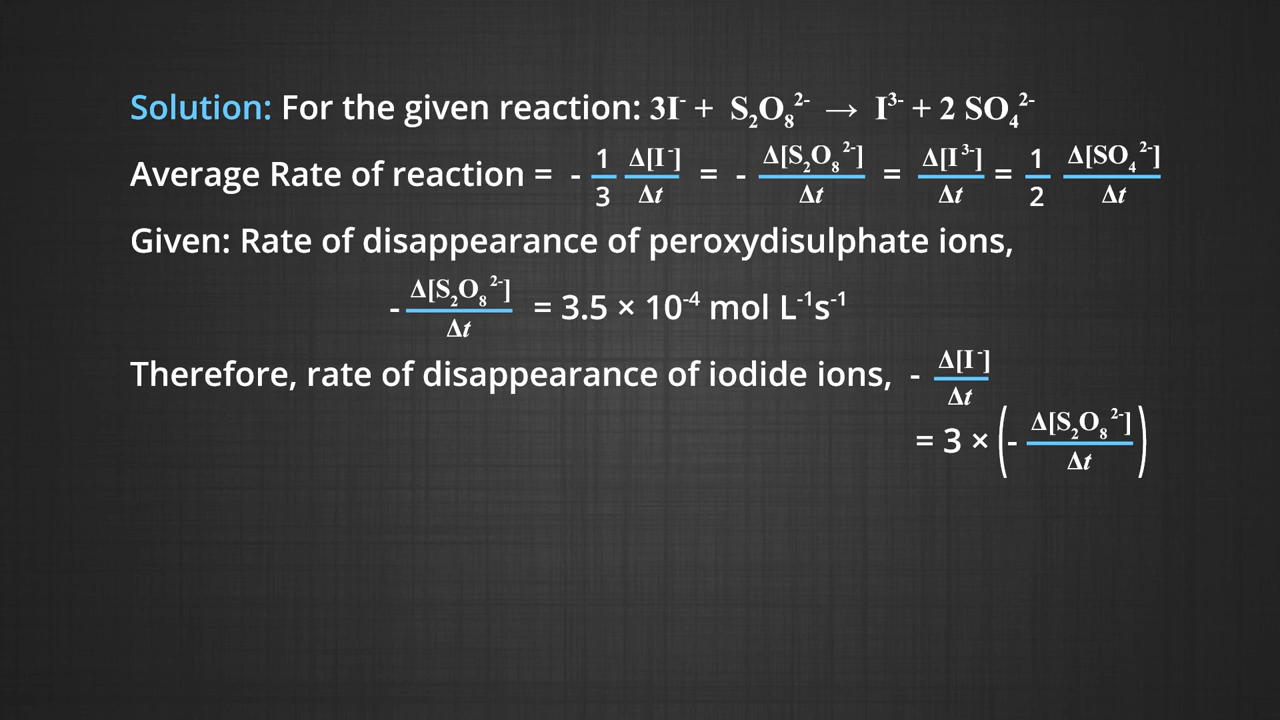 Solution: For the given reaction: 3I⁻ + S₂O₈²⁻ → I³⁻ + 2 SO₄²⁻
Average Rate of reaction = - 1/3 Δ[I⁻]/Δt = - Δ[S₂O₈²⁻]/Δt = Δ[I³⁻]/Δt = 1/2 Δ[SO₄²⁻]/Δt
Given: Rate of disappearance of peroxydisulphate ions,
- Δ[S₂O₈²⁻]/Δt = 3.5 × 10⁻⁴ mol L⁻¹s⁻¹
Therefore, rate of disappearance of iodide ions, - Δ[I⁻]/Δt
= 3 × (- Δ[S₂O₈²⁻]/Δt)